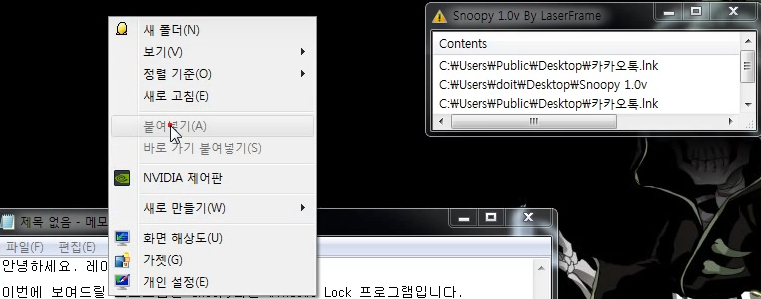 새 폴더(N)
보기(V)
정렬 기준(O)
새로 고침(E)
붙여넣기(A)
바로 가기 붙여넣기(S)
NVIDIA 제어판
새로 만들기(W)
화면 해상도(U)
가젯(G)
개인 설정(E)
Snoopy 1.0v By LaserFrame
Contents
C:₩Users₩Public₩Desktop₩카카오톡.lnk
C:₩Users₩doit₩Desktop₩Snoopy 1.0v
C:₩Users₩Public₩Desktop₩카카오톡.lnk
제목 없음 - 메모
파일(F) 편집(E)
안녕하세요. 레이
이번에 보여드릴 Lock 프로그램입니다.